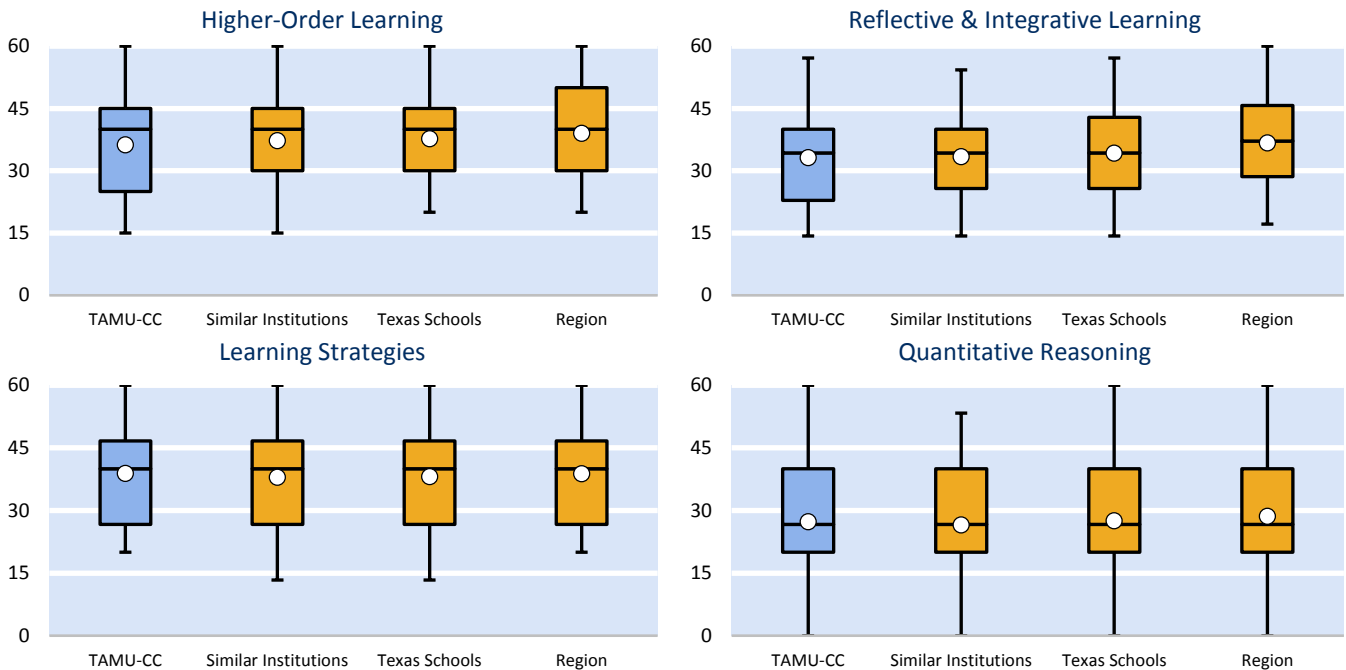 Higher-Order Learning
60
45
30
15
0
TAMU-CC Similar Institutions Texas Schools Region
Reflective & Integrative Learning
60
45
30
15
0
TAMU-CC Similar Institutions Texas Schools Region
Learning Strategies
60
45
30
15
0
TAMU-CC Similar Institutions Texas Schools Region
Quantitative Reasoning
60
45
30
15
0
TAMU-CC Similar Institutions Texas Schools Region